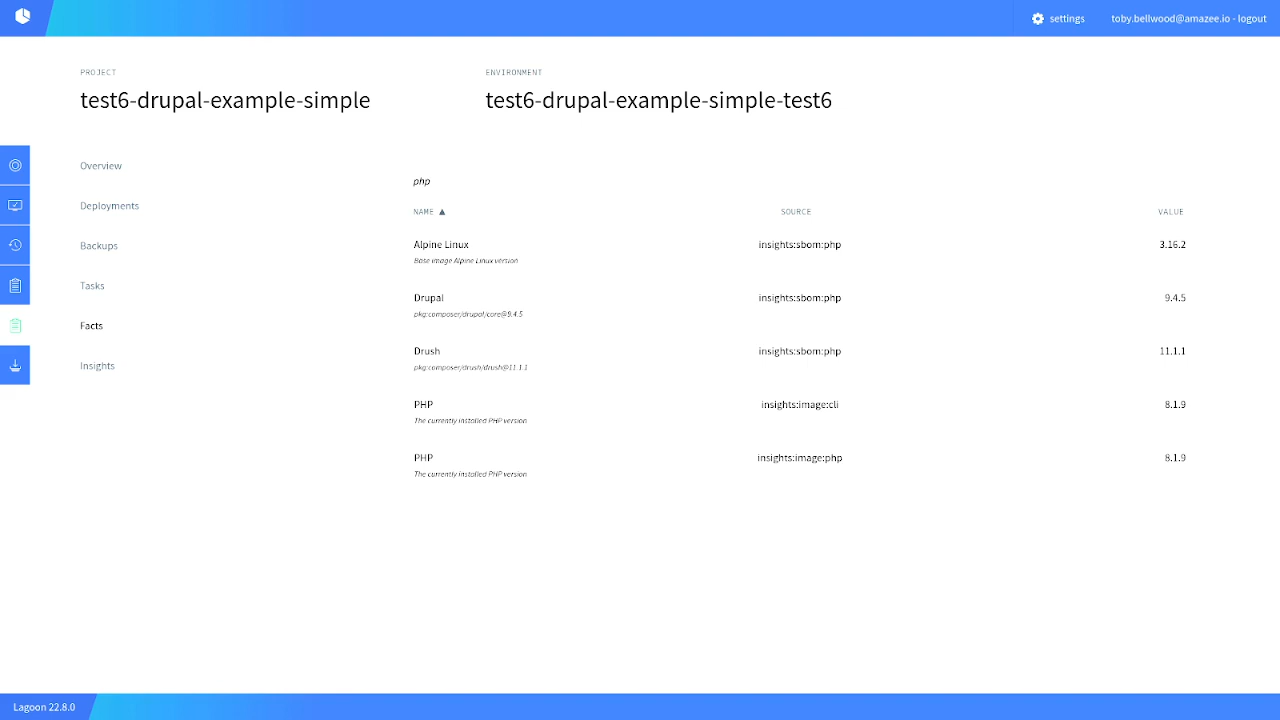 settings
toby.bellwood@amazee.io - logout
PROJECT
test6-drupal-example-simple
ENVIRONMENT
test6-drupal-example-simple-test6
Overview
Deployments
Backups
Tasks
Facts
Insights
php
NAME ▲ SOURCE VALUE
Alpine Linux insights:sbom:php 3.16.2
Base image Alpine Linux version
Drupal insights:sbom:php 9.4.5
pkg:composer/drupal/core@9.4.5
Drush insights:sbom:php 11.1.1
pkg:composer/drush/drush@11.1.1
PHP insights:image:cli 8.1.9
The currently installed PHP version
PHP insights:image:php 8.1.9
The currently installed PHP version
Lagoon 22.8.0